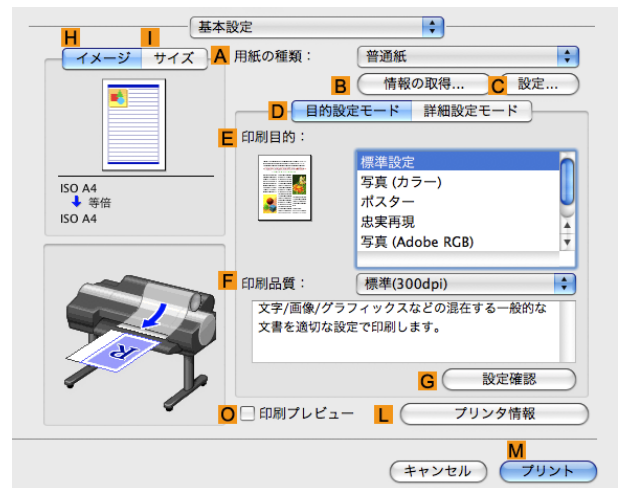 基本設定
H
I
イメージ
サイズ
A
用紙の種類：
普通紙
B
情報の取得...
C
設定...
D
目的設定モード
詳細設定モード
E
印刷目的：
標準設定
写真 (カラー)
ポスター
忠実再現
写真 (Adobe RGB)
ISO A4
等倍
ISO A4
R
F
印刷品質：
標準(300dpi)
文字/画像/グラフィックスなどの混在する一般的な
文書を適切な設定で印刷します。
G
設定確認
O
印刷プレビュー
L
プリンタ情報
M
キャンセル
プリント